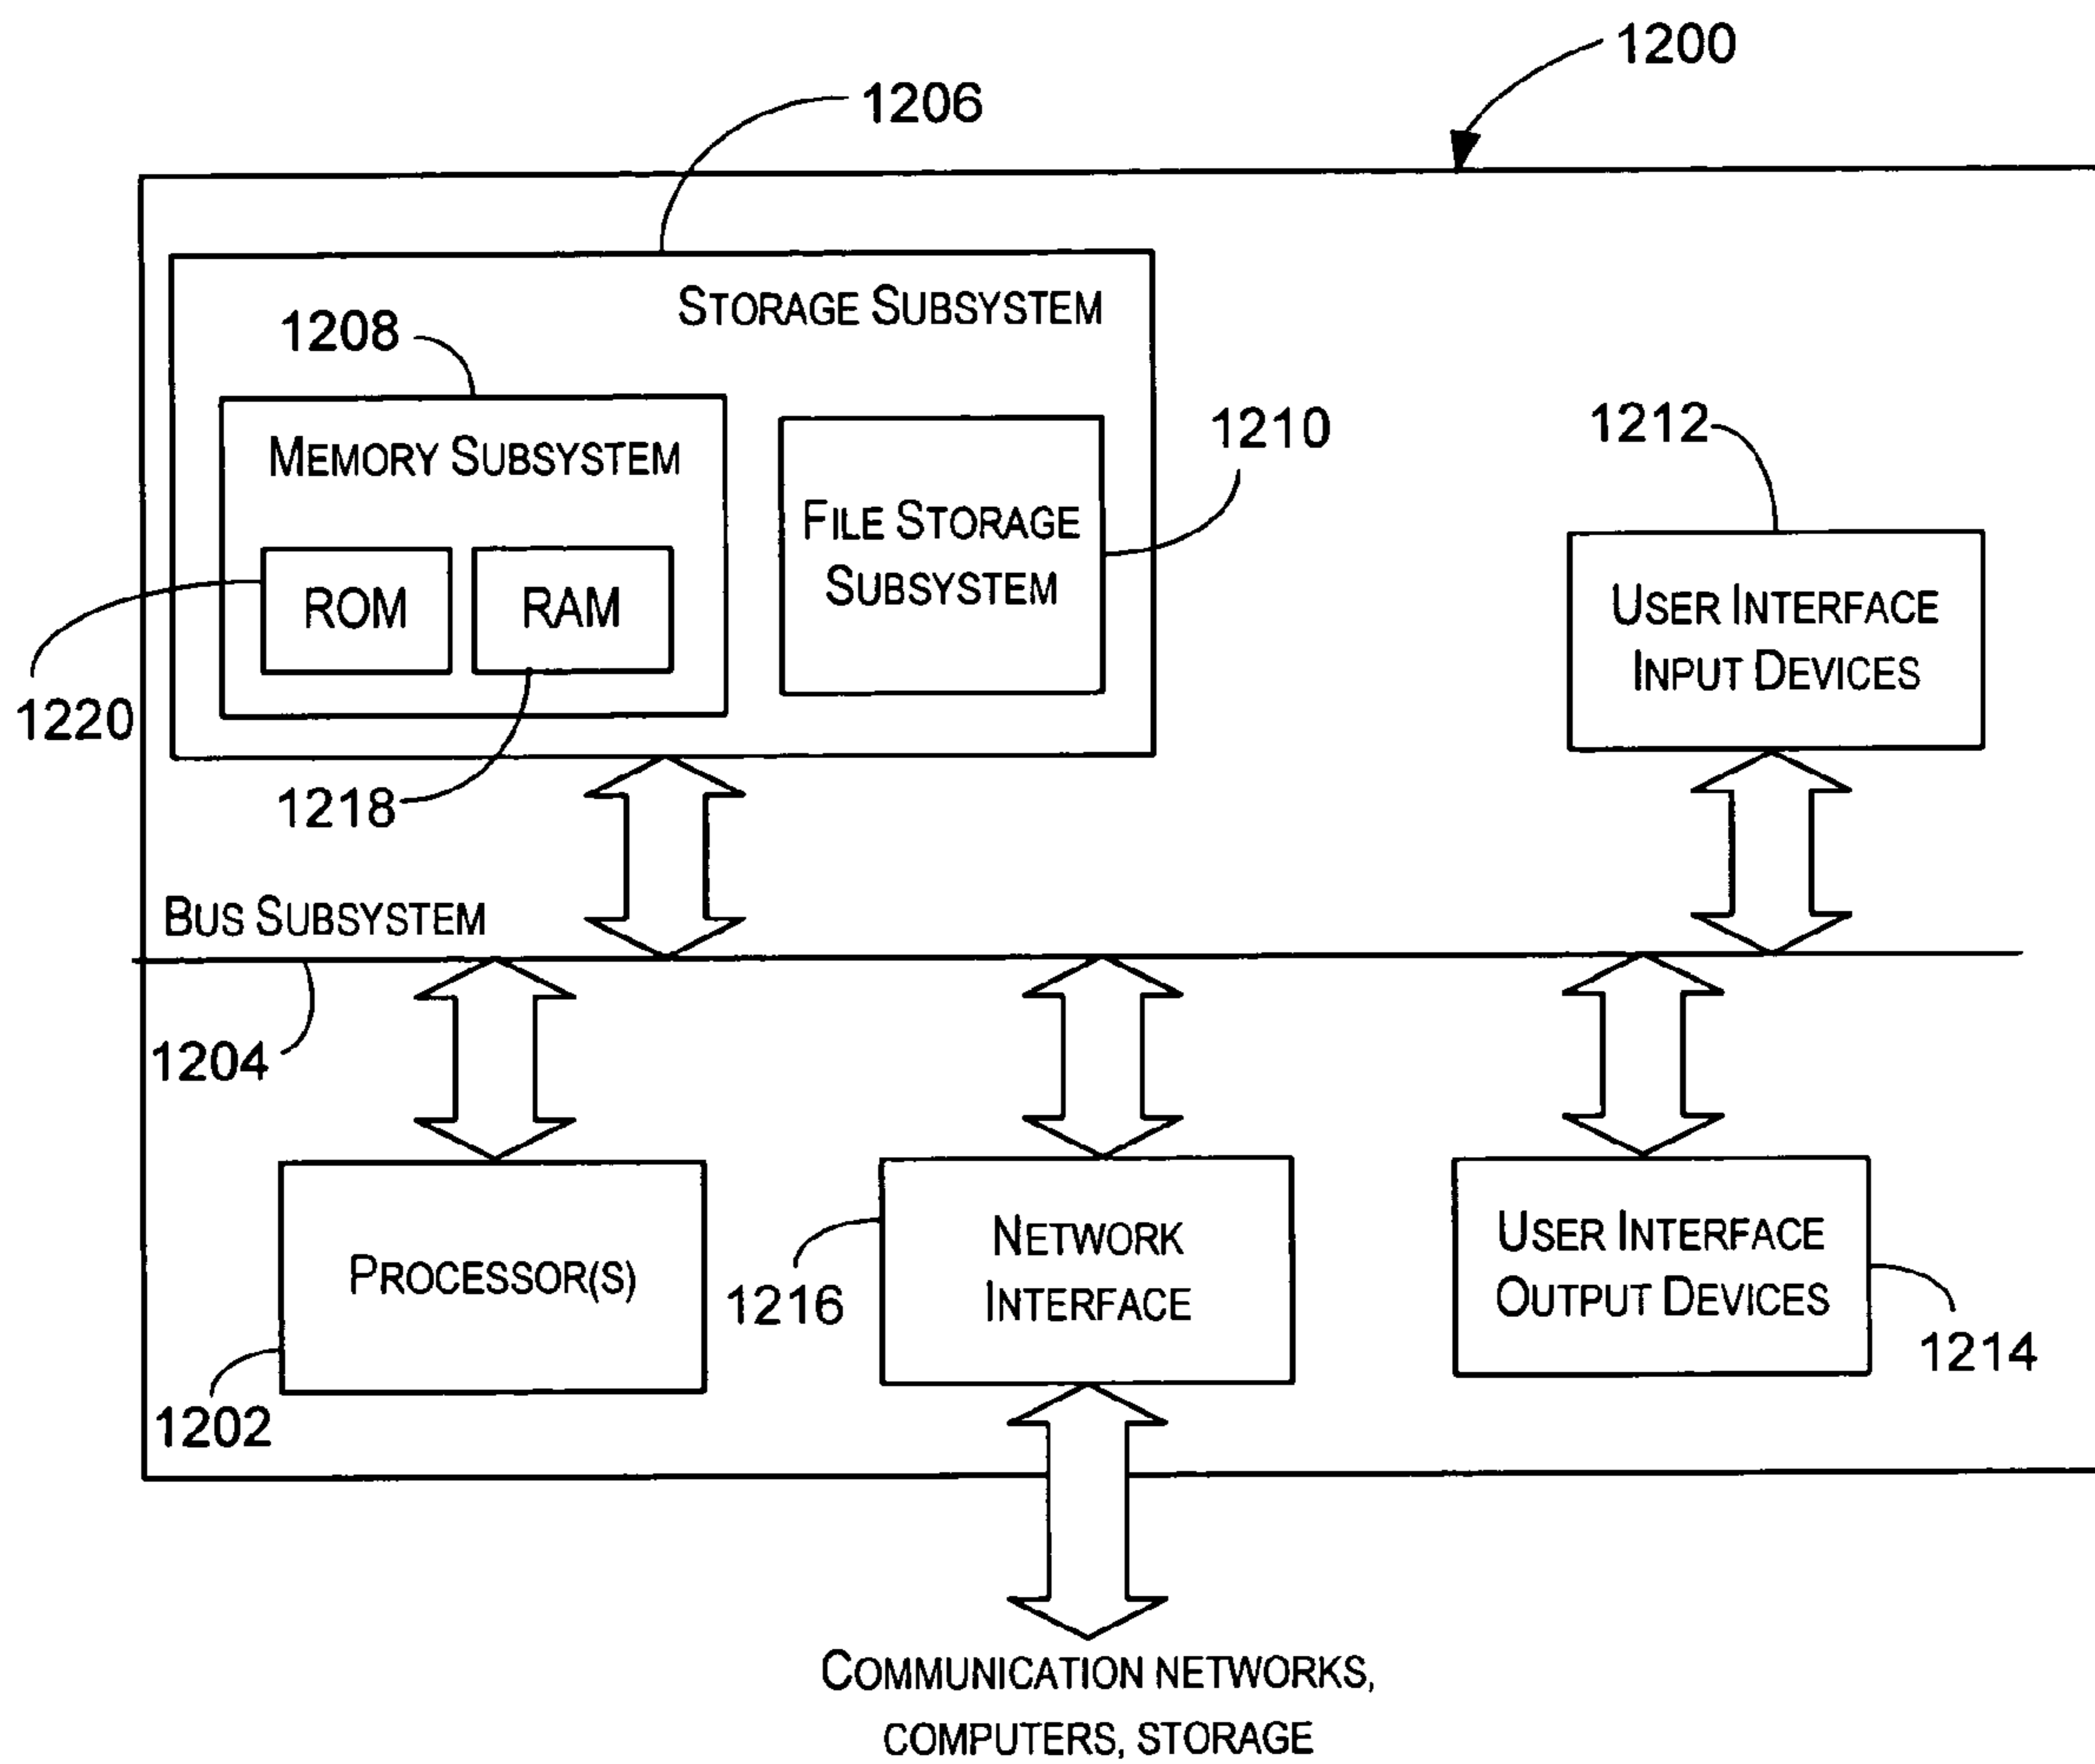 1200
1206
STORAGE SUBSYSTEM
1208
MEMORY SUBSYSTEM
1210
1212
FILE STORAGE
SUBSYSTEM
ROM
RAM
USER INTERFACE
INPUT DEVICES
1220
1218
BUS SUBSYSTEM
1204
PROCESSOR(S)
NETWORK
INTERFACE
USER INTERFACE
OUTPUT DEVICES
1216
1214
1202
COMMUNICATION NETWORKS,
COMPUTERS, STORAGE